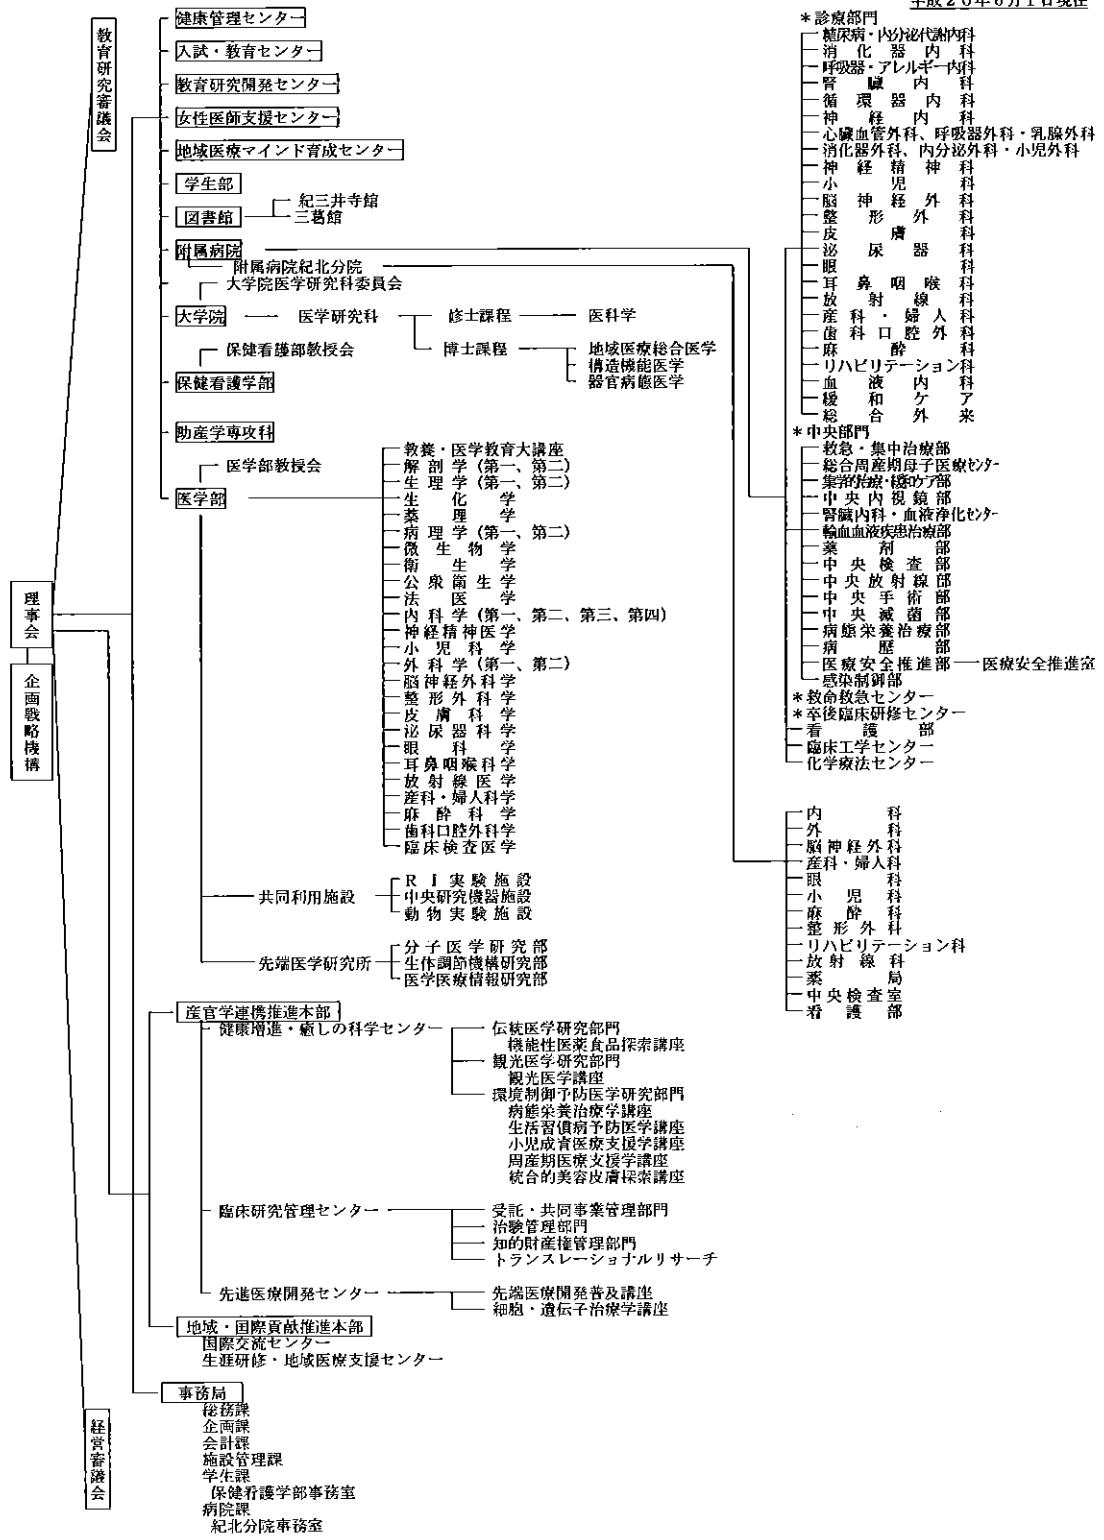 平成20年6月1日現在
教育研究審議会
理事会
企画戦略機構
経営審議会
健康管理センター
入試・教育センター
教育研究開発センター
女性医師支援センター
地域医療マインド育成センター
学生部
図書館
紀三井寺館
三葛館
附属病院
附属病院紀北分院
大学院医学研究科委員会
大学院
医学研究科
修士課程
医科学
博士課程
地域医療総合医学
構造機能医学
器官病態医学
保健看護部教授会
保健看護学部
助産学専攻科
医学部教授会
医学部
教養・医学教育大講座
解剖学(第一、第二)
生理学(第一、第二)
生化学
薬理学
病理学(第一、第二)
微生物学
衛生学
公衆衛生学
法医学
内科学(第一、第二、第三、第四)
神経精神医学
小児科学
外科学(第一、第二)
脳神経外科学
整形外科学
皮膚科学
泌尿器科学
眼科学
耳鼻咽喉科学
放射線医学
産科・婦人科学
麻酔科学
歯科口腔外科学
臨床検査医学
共同利用施設
RI実験施設
中央研究機器施設
動物実験施設
先端医学研究所
分子医学研究部
生体調節機構研究部
医学医療情報研究部
産官学連携推進本部
健康増進・癒しの科学センター
伝統医学研究部門
機能性医薬食品探索講座
観光医学研究部門
観光医学講座
環境制御予防医学研究部門
病態栄養治療学講座
生活習慣病予防医学講座
小児成育医療支援学講座
周産期医療支援学講座
統合的美容皮膚探索講座
臨床研究管理センター
受託・共同事業管理部門
治験管理部門
知的財産権管理部門
トランスレーショナルリサーチ
先進医療開発センター
先端医療開発普及講座
細胞・遺伝子治療学講座
地域・国際貢献推進本部
国際交流センター
生涯研修・地域医療支援センター
事務局
総務課
企画課
会計課
施設管理課
学生課
保健看護学部事務室
病院課
紀北分院事務室
*診療部門
糖尿病・内分泌代謝内科
消化器内科
呼吸器・アレルギー内科
腎臓内科
循環器内科
神経内科
心臓血管外科、呼吸器外科・乳腺外科
消化器外科、内分泌外科・小児外科
神経精神科
小児科
脳神経外科
整形外科
皮膚科
泌尿器科
眼科
耳鼻咽喉科
放射線科
産科・婦人科
歯科口腔外科
麻酔科
リハビリテーション科
血液内科
緩和ケア
総合外来
*中央部門
救急・集中治療部
総合周産期母子医療センター
集学的治療・緩和ケア部
中央内視鏡部
腎臓内科・血液浄化センター
輸血血液疾患治療部
薬剤部
中央検査部
中央放射線部
中央手術部
中央滅菌部
病態栄養治療部
病歴部
医療安全推進部
医療安全推進室
感染制御部
*救命救急センター
*卒後臨床研修センター
看護部
臨床工学センター
化学療法センター
内科
外科
脳神経外科
産科・婦人科
眼科
小児科
麻酔科
整形外科
リハビリテーション科
放射線科
薬局
中央検査室
看護部